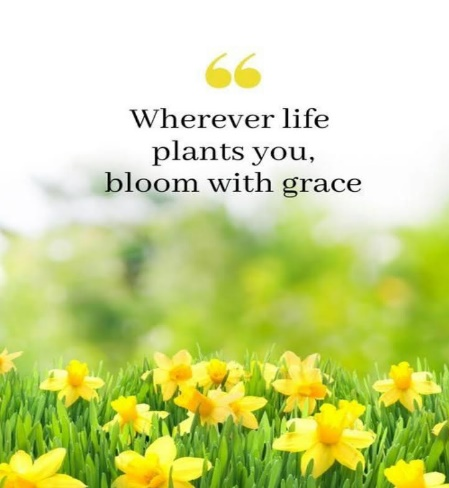 “
Wherever life
plants you,
bloom with grace